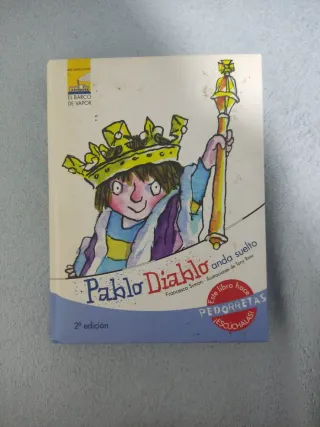 EL BARCO
DE VAPOR
Pablo Diablo anda suelto
Francesca Simon · Ilustraciones de Tony Ross
2ª edición
Este libro hace
PEDORRETAS
¡ESCÚCHALAS!